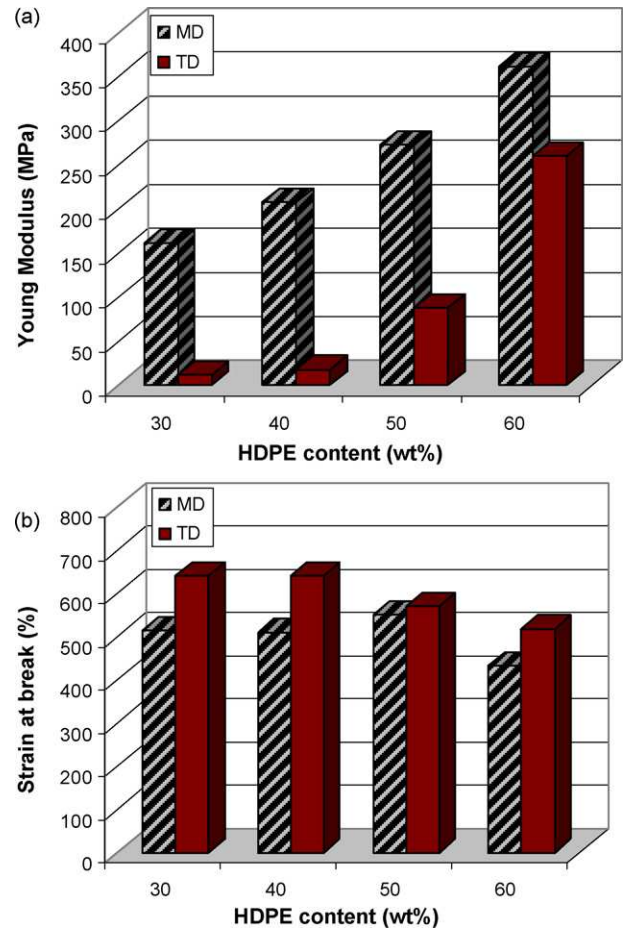 (a)
MD
TD
400
350
300
250
200
150
100
50
0
Young Modulus (MPa)
30 40 50 60
HDPE content (wt%)
(b)
MD
TD
800
700
600
500
400
300
200
100
0
Strain at break (%)
30 40 50 60
HDPE content (wt%)